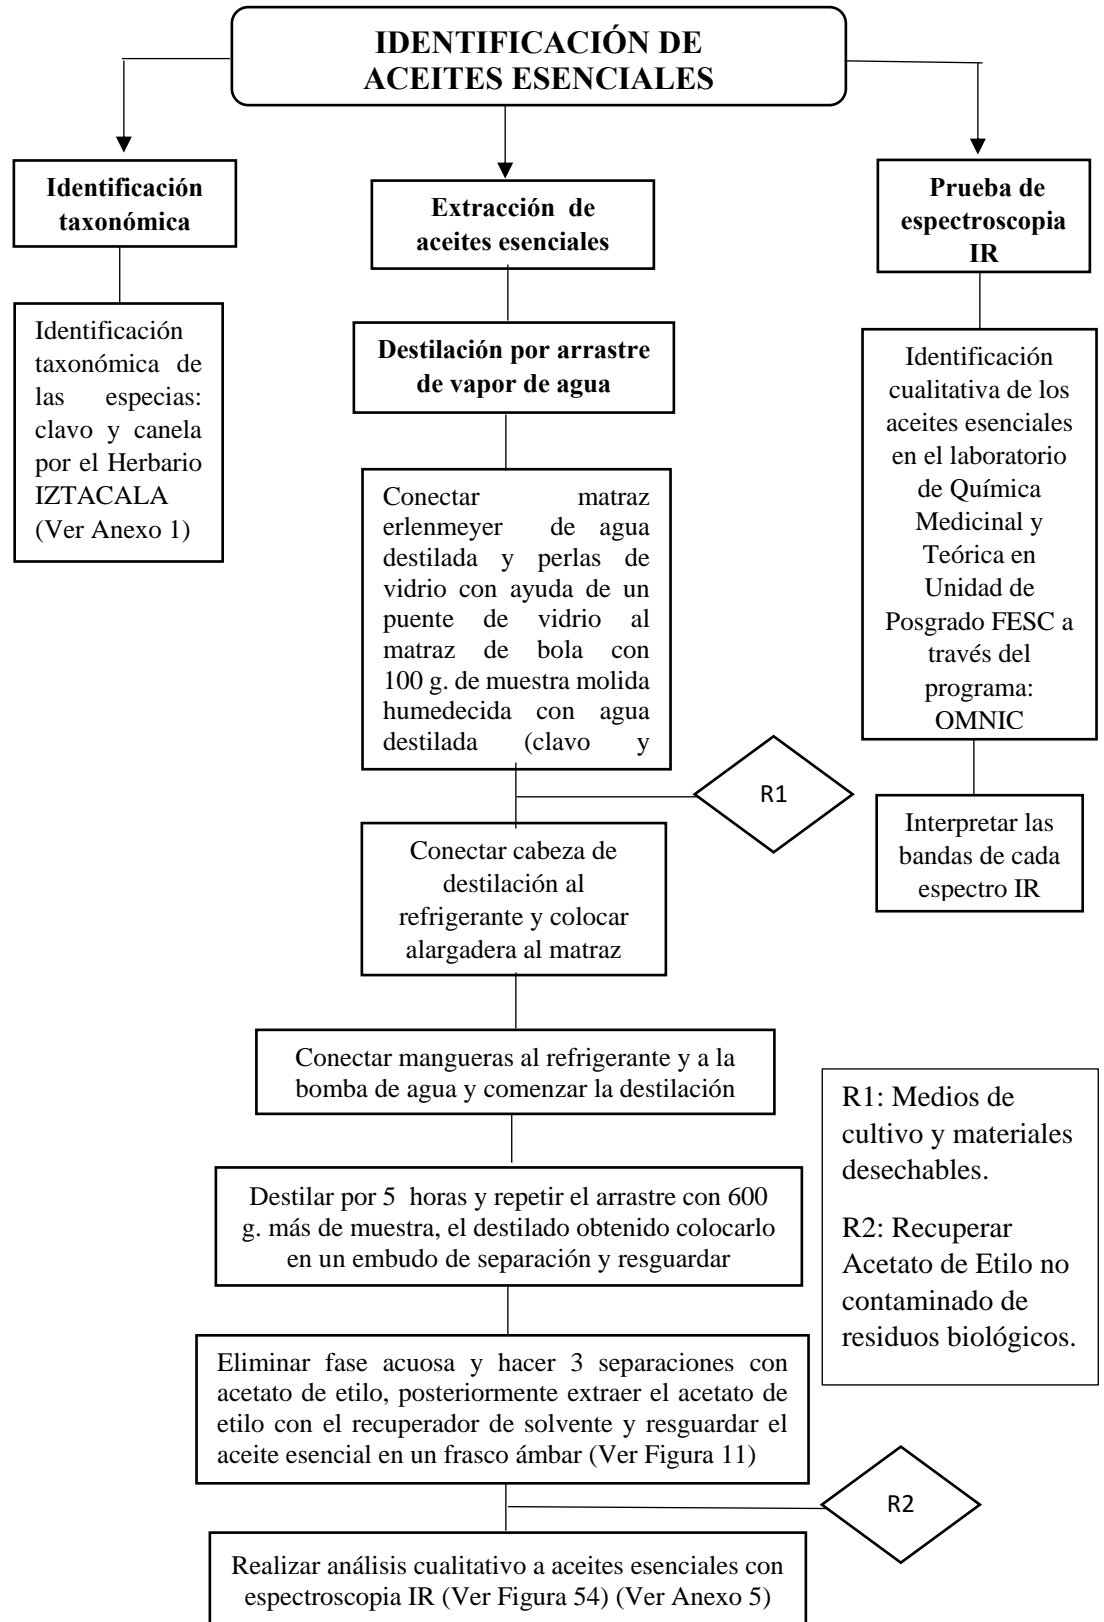 IDENTIFICACIÓN DE
ACEITES ESENCIALES
Identificación
taxonómica
Identificación
taxonómica de
las especias:
clavo y canela
por el Herbario
IZTACALA
(Ver Anexo 1)
Extracción de
aceites esenciales
Destilación por arrastre
de vapor de agua
Conectar matraz
erlenmeyer de agua
destilada y perlas de
vidrio con ayuda de un
puente de vidrio al
matraz de bola con
100 g. de muestra molida
humedecida con agua
destilada (clavo y
R1
Conectar cabeza de
destilación al
refrigerante y colocar
alargadera al matraz
Conectar mangueras al refrigerante y a la
bomba de agua y comenzar la destilación
Destilar por 5 horas y repetir el arrastre con 600
g. más de muestra, el destilado obtenido colocarlo
en un embudo de separación y resguardar
Eliminar fase acuosa y hacer 3 separaciones con
acetato de etilo, posteriormente extraer el acetato de
etilo con el recuperador de solvente y resguardar el
aceite esencial en un frasco ámbar (Ver Figura 11)
R2
Realizar análisis cualitativo a aceites esenciales con
espectroscopia IR (Ver Figura 54) (Ver Anexo 5)
Prueba de
espectroscopia
IR
Identificación
cualitativa de los
aceites esenciales
en el laboratorio
de Química
Medicinal y
Teórica en
Unidad de
Posgrado FESC a
través del
programa:
OMNIC
Interpretar las
bandas de cada
espectro IR
R1: Medios de
cultivo y materiales
desechables.
R2: Recuperar
Acetato de Etilo no
contaminado de
residuos biológicos.